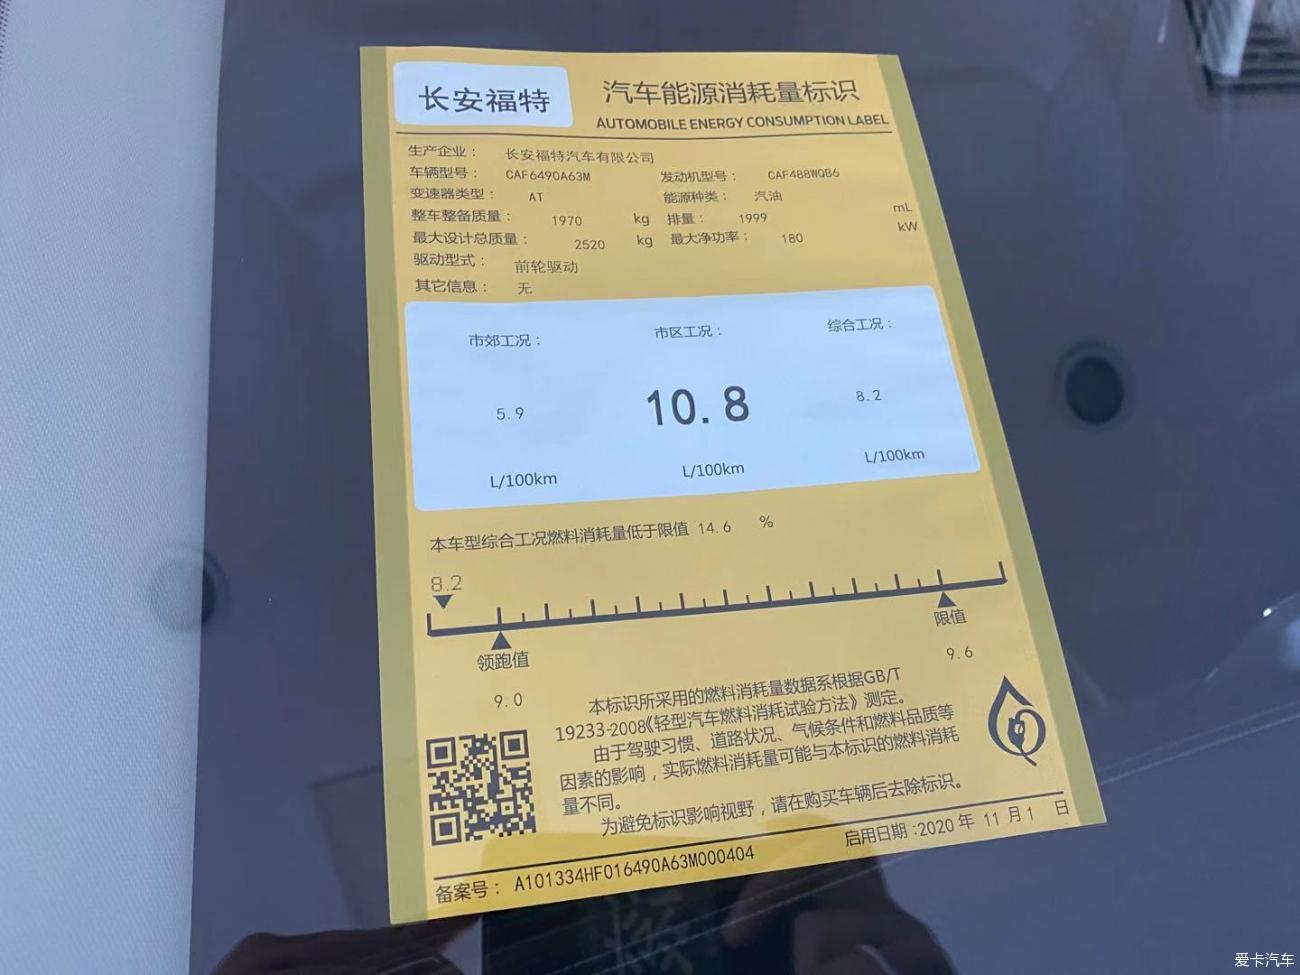 长安福特
汽车能源消耗量标识
AUTOMOBILE ENERGY CONSUMPTION LABEL
生产企业： 长安福特汽车有限公司
车辆型号： CAF6490A63M 发动机型号： CAF488WQB6
变速器类型： AT 能源种类： 汽油
整车整备质量： 1970 kg 排量： 1999 mL
最大设计总质量： 2520 kg 最大净功率： 180 kW
驱动型式： 前轮驱动
其它信息： 无
市郊工况： 市区工况： 综合工况：
5.9 10.8 8.2
L/100km L/100km L/100km
本车型综合工况燃料消耗量低于限值 14.6 %
8.2
领跑值 限值
9.0 9.6
本标识所采用的燃料消耗量数据系根据GB/T
19233-2008《轻型汽车燃料消耗试验方法》测定。
由于驾驶习惯、道路状况、气候条件和燃料品质等
因素的影响，实际燃料消耗量可能与本标识的燃料消耗
量不同。
为避免标识影响视野，请在购买车辆后去除标识。
备案号： A101334HF016490A63M000404 启用日期：2020 年 11 月 1 日
爱卡汽车